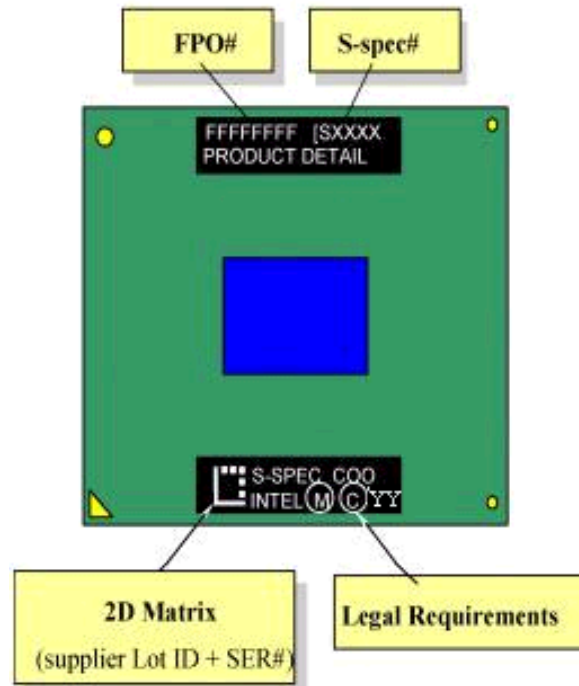 FPO#
S-spec#
FFFFFFFF [SXXXX
PRODUCT DETAIL
S-SPEC COO
INTEL M C 'YY
2D Matrix
(supplier Lot ID + SER#)
Legal Requirements